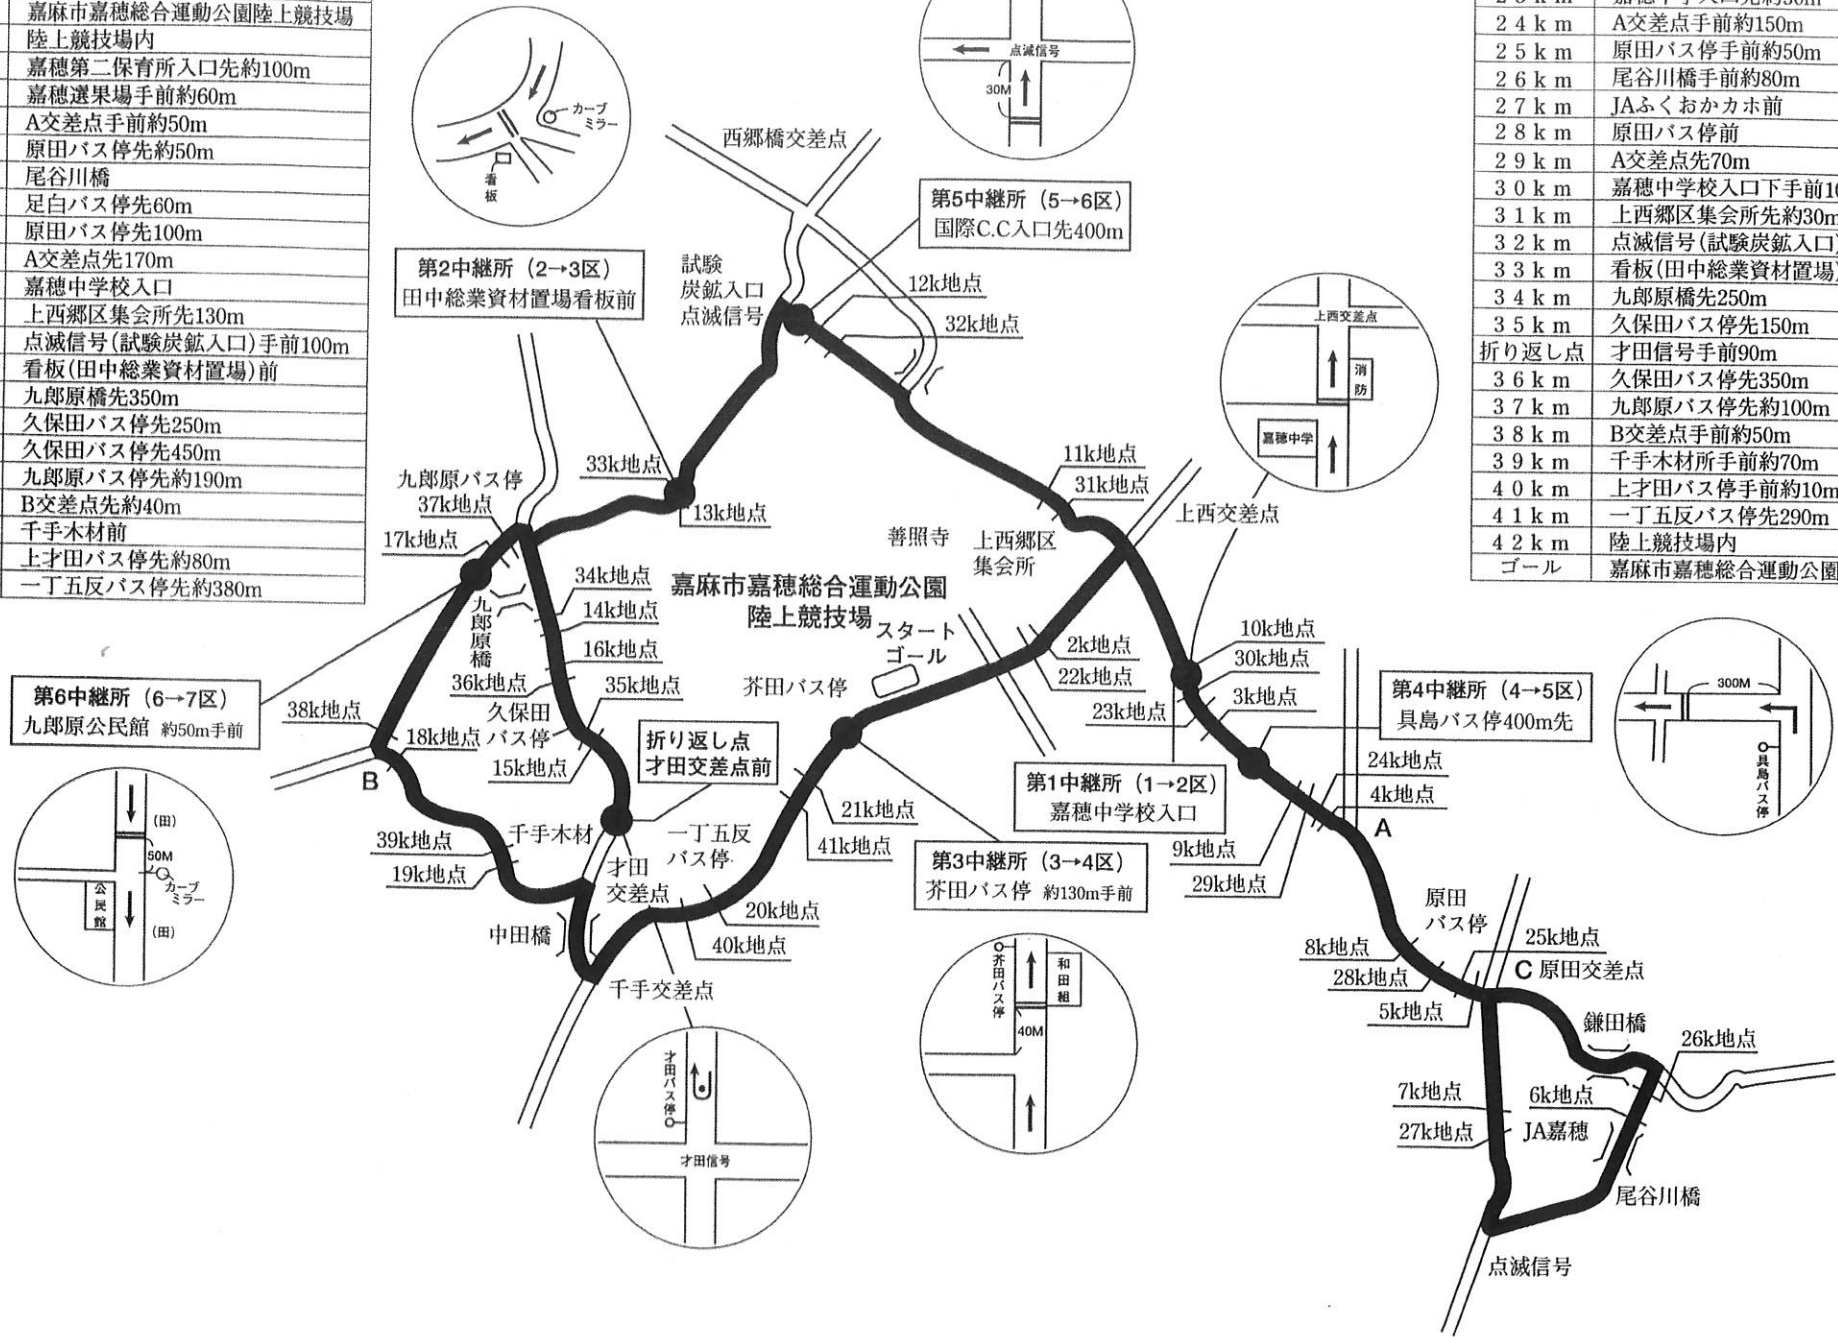 嘉麻市嘉穂総合運動公園陸上競技場
陸上競技場内
嘉穂第二保育所入口先約100m
嘉穂選果場手前約60m
A交差点手前約50m
原田バス停先約50m
尾谷川橋
足白バス停先60m
原田バス停先100m
A交差点先170m
嘉穂中学校入口
上西郷区集会所先130m
点滅信号(試験炭鉱入口)手前100m
看板(田中総業資材置場)前
九郎原橋先350m
久保田バス停先250m
久保田バス停先450m
九郎原バス停先約190m
B交差点先約40m
千手木材前
上才田バス停先約80m
一丁五反バス停先約380m
カーブ
ミラー
看板
点滅信号
30M
24km A交差点手前約150m
25km 原田バス停手前約50m
26km 尾谷川橋手前約80m
27km JAふくおかカホ前
28km 原田バス停前
29km A交差点先70m
30km 嘉穂中学校入口下手前10
31km 上西郷区集会所先約30m
32km 点滅信号(試験炭鉱入口)
33km 看板(田中総業資材置場)
34km 九郎原橋先250m
35km 久保田バス停先150m
折り返し点 才田信号手前90m
36km 久保田バス停先350m
37km 九郎原バス停先約100m
38km B交差点手前約50m
39km 千手木材所手前約70m
40km 上才田バス停手前約10m
41km 一丁五反バス停先290m
42km 陸上競技場内
ゴール 嘉麻市嘉穂総合運動公園
西郷橋交差点
第5中継所（5→6区）
国際C.C入口先400m
第2中継所（2→3区）
田中総業資材置場看板前
試験
炭鉱入口
点滅信号
12k地点
32k地点
上西交差点
消防
嘉穂中学
33k地点
13k地点
11k地点
31k地点
上西交差点
九郎原バス停
37k地点
17k地点
善照寺
上西郷区
集会所
嘉麻市嘉穂総合運動公園
陸上競技場
スタート
ゴール
九郎原橋
34k地点
14k地点
16k地点
36k地点
35k地点
久保田
バス停
15k地点
芥田バス停
2k地点
22k地点
10k地点
30k地点
3k地点
23k地点
第4中継所（4→5区）
具島バス停400m先
300M
具島バス停
第6中継所（6→7区）
九郎原公民館 約50m手前
38k地点
18k地点
B
折り返し点
才田交差点前
第1中継所（1→2区）
嘉穂中学校入口
24k地点
4k地点
A
9k地点
29k地点
(田)
50M
カーブ
ミラー
公民館
(田)
39k地点
19k地点
千手木材
才田
交差点
一丁五反
バス停
21k地点
41k地点
第3中継所（3→4区）
芥田バス停 約130m手前
中田橋
20k地点
40k地点
千手交差点
原田
バス停
8k地点
28k地点
25k地点
C 原田交差点
5k地点
鎌田橋
26k地点
芥田バス停
和田組
40M
才田バス停
才田信号
7k地点
27k地点
6k地点
JA嘉穂
尾谷川橋
点滅信号